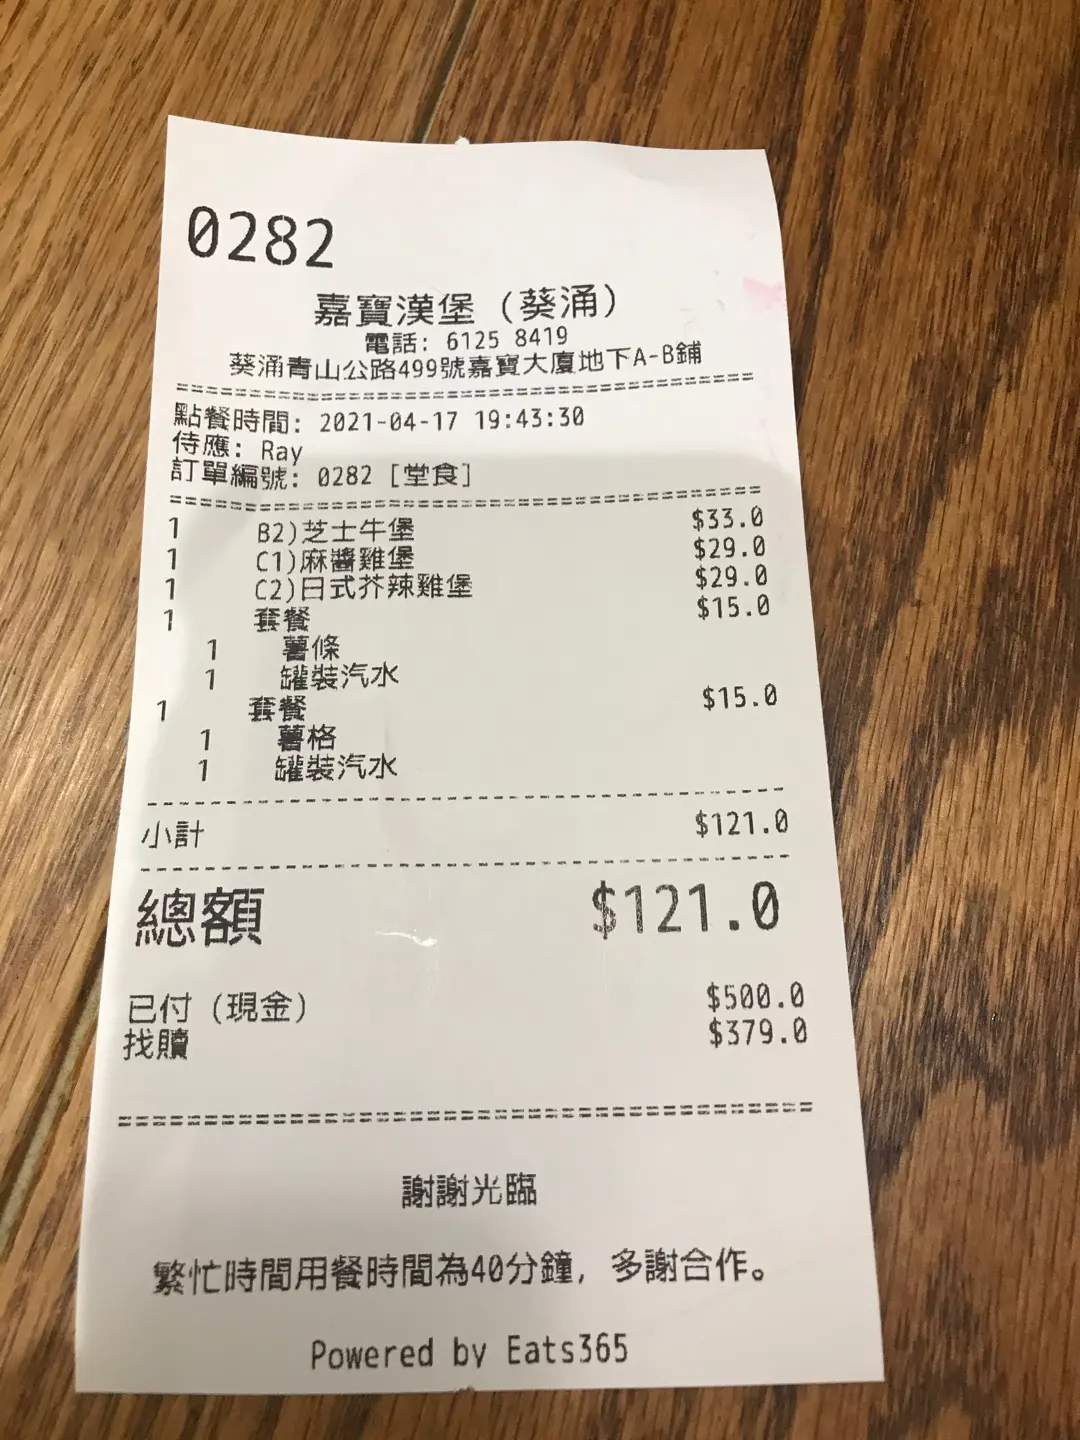 0282
嘉寶漢堡 (葵涌)
電話: 6125 8419
葵涌青山公路499號嘉寶大廈地下A-B鋪
點餐時間: 2021-04-17 19:43:30
侍應: Ray
訂單編號: 0282 [堂食]
1 B2)芝士牛堡 $33.0
1 C1)麻醬雞堡 $29.0
1 C2)日式芥辣雞堡 $29.0
1 套餐 $15.0
1 薯條
1 罐裝汽水
1 套餐 $15.0
1 薯格
1 罐裝汽水
小計 $121.0
總額 $121.0
已付 (現金) $500.0
找贖 $379.0
謝謝光臨
繁忙時間用餐時間為40分鐘, 多謝合作。
Powered by Eats365